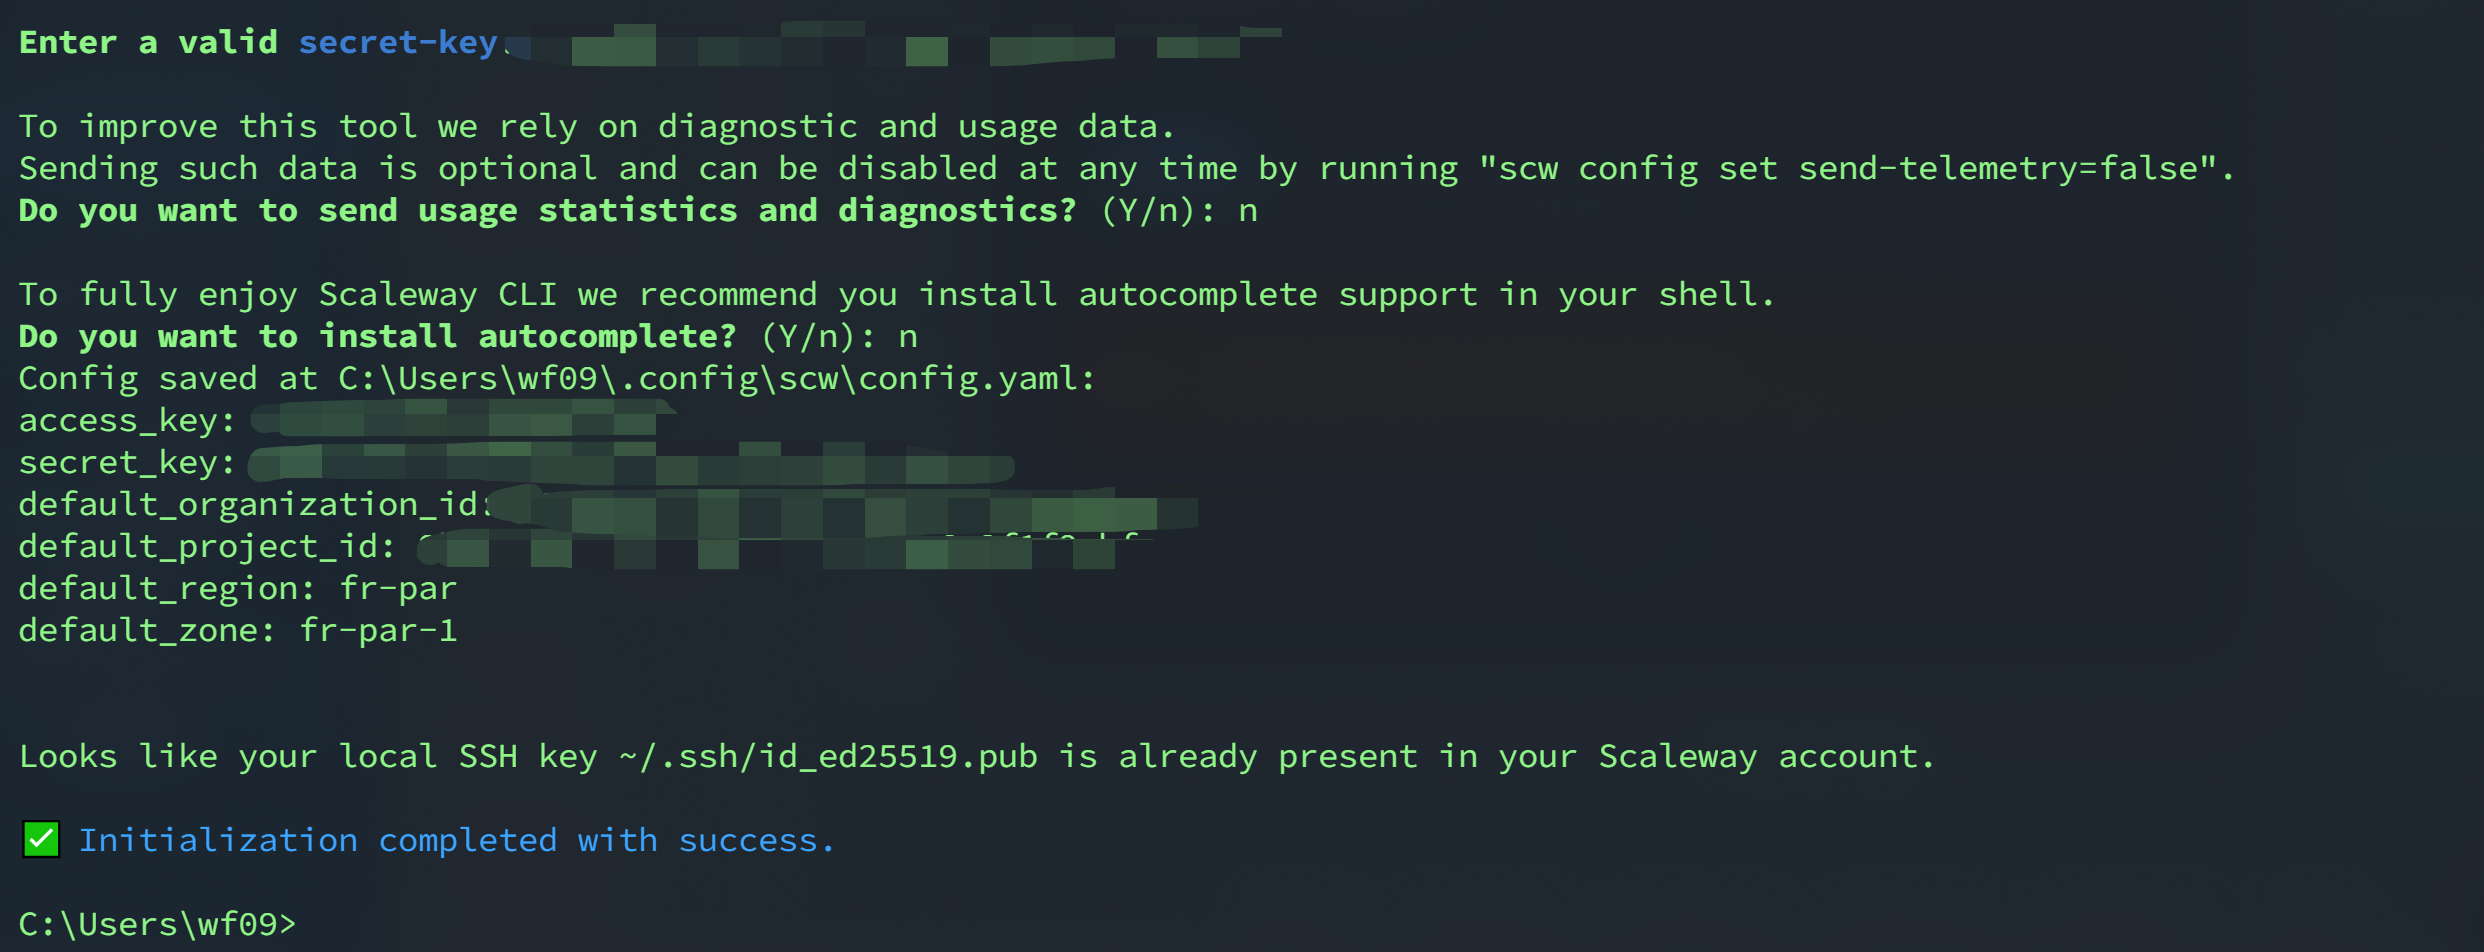 Enter a valid secret-key
To improve this tool we rely on diagnostic and usage data.
Sending such data is optional and can be disabled at any time by running "scw config set send-telemetry=false".
Do you want to send usage statistics and diagnostics? (Y/n): n
To fully enjoy Scaleway CLI we recommend you install autocomplete support in your shell.
Do you want to install autocomplete? (Y/n): n
Config saved at C:\Users\wf09\.config\scw\config.yaml:
access_key:
secret_key:
default_organization_id:
default_project_id:
default_region: fr-par
default_zone: fr-par-1
Looks like your local SSH key ~/.ssh/id_ed25519.pub is already present in your Scaleway account.
✅ Initialization completed with success.
C:\Users\wf09>